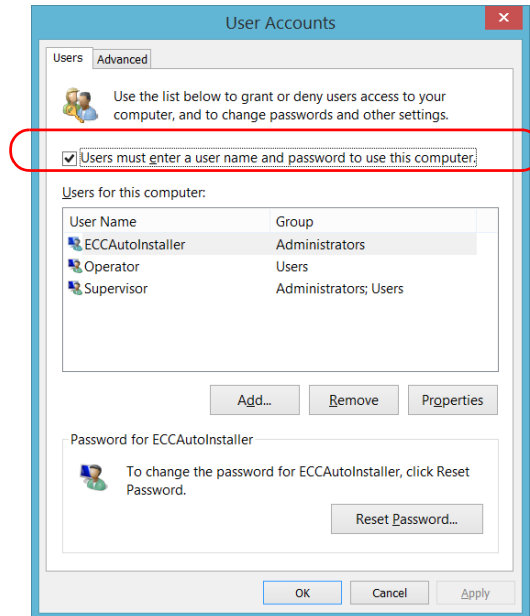 User Accounts
Users
Advanced
Use the list below to grant or deny users access to your
computer, and to change passwords and other settings.
Users must enter a user name and password to use this computer.
Users for this computer:
User Name Group
ECCAutoInstaller Administrators
Operator Users
Supervisor Administrators; Users
Add... Remove Properties
Password for ECCAutoInstaller
To change the password for ECCAutoInstaller, click Reset
Password.
Reset Password...
OK Cancel Apply